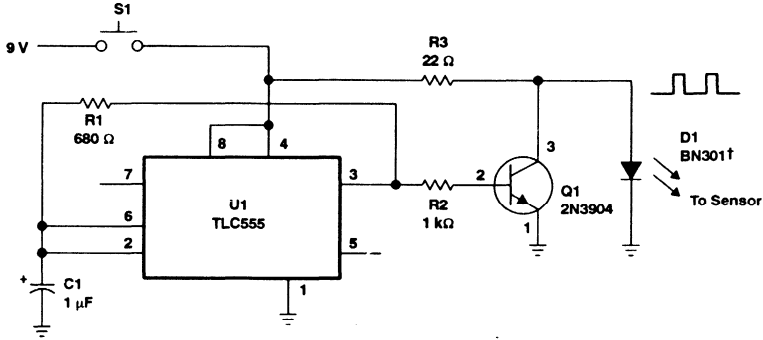 S1
9 V
R3
22 Ω
R1
680 Ω
8
4
D1
BN301†
3
7
3
2
Q1
2N3904
To Sensor
U1
TLC555
R2
1 kΩ
6
2
5
1
1
+
C1
1 μF